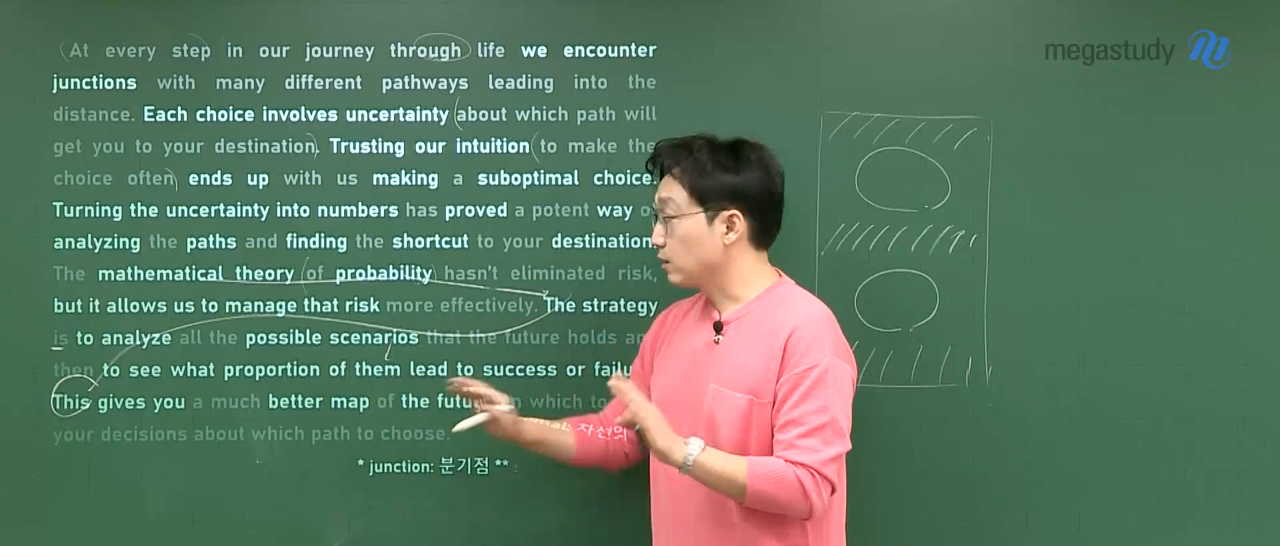 At every step in our journey through life we encounter
junctions with many different pathways leading into the
distance. Each choice involves uncertainty about which path will
get you to your destination. Trusting our intuition to make the
choice often ends up with us making a suboptimal choice.
Turning the uncertainty into numbers has proved a potent way
analyzing the paths and finding the shortcut to your destination.
The mathematical theory of probability hasn't eliminated risk,
but it allows us to manage that risk more effectively. The strategy
is to analyze all the possible scenarios that the future holds
then to see what proportion of them lead to success or
This gives you a much better map of the which to
your decisions about which path to choose.
자선의
* junction: 분기점 **
megastudy